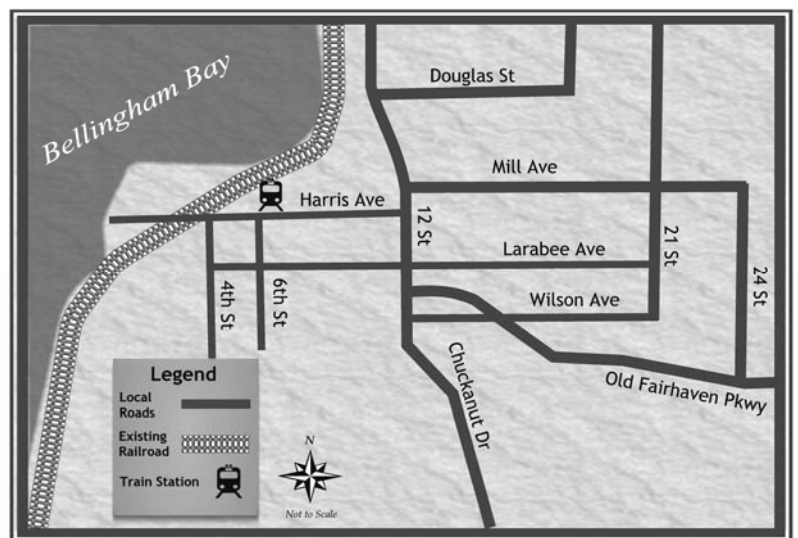 Bellingham Bay
Douglas St
Mill Ave
Harris Ave
12 St
Larabee Ave
21 St
24 St
4th St
6th St
Wilson Ave
Chuckanut Dr
Old Fairhaven Pkwy
Legend
Local
Roads
Existing
Railroad
Train Station
N
Not to Scale